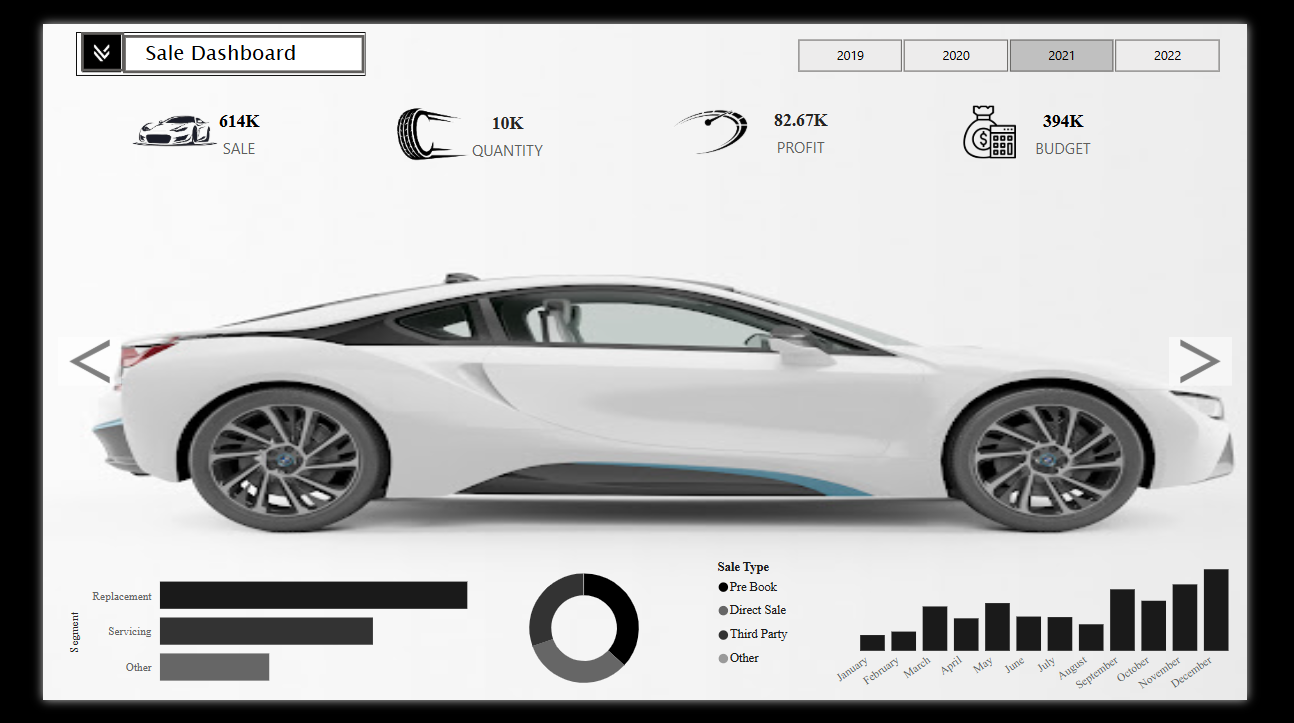 Sale Dashboard
2019 2020 2021 2022
614K
SALE
10K
QUANTITY
82.67K
PROFIT
394K
BUDGET
<
>
Segment
Replacement
Servicing
Other
Sale Type
Pre Book
Direct Sale
Third Party
Other
January February March April May June July August September October November December